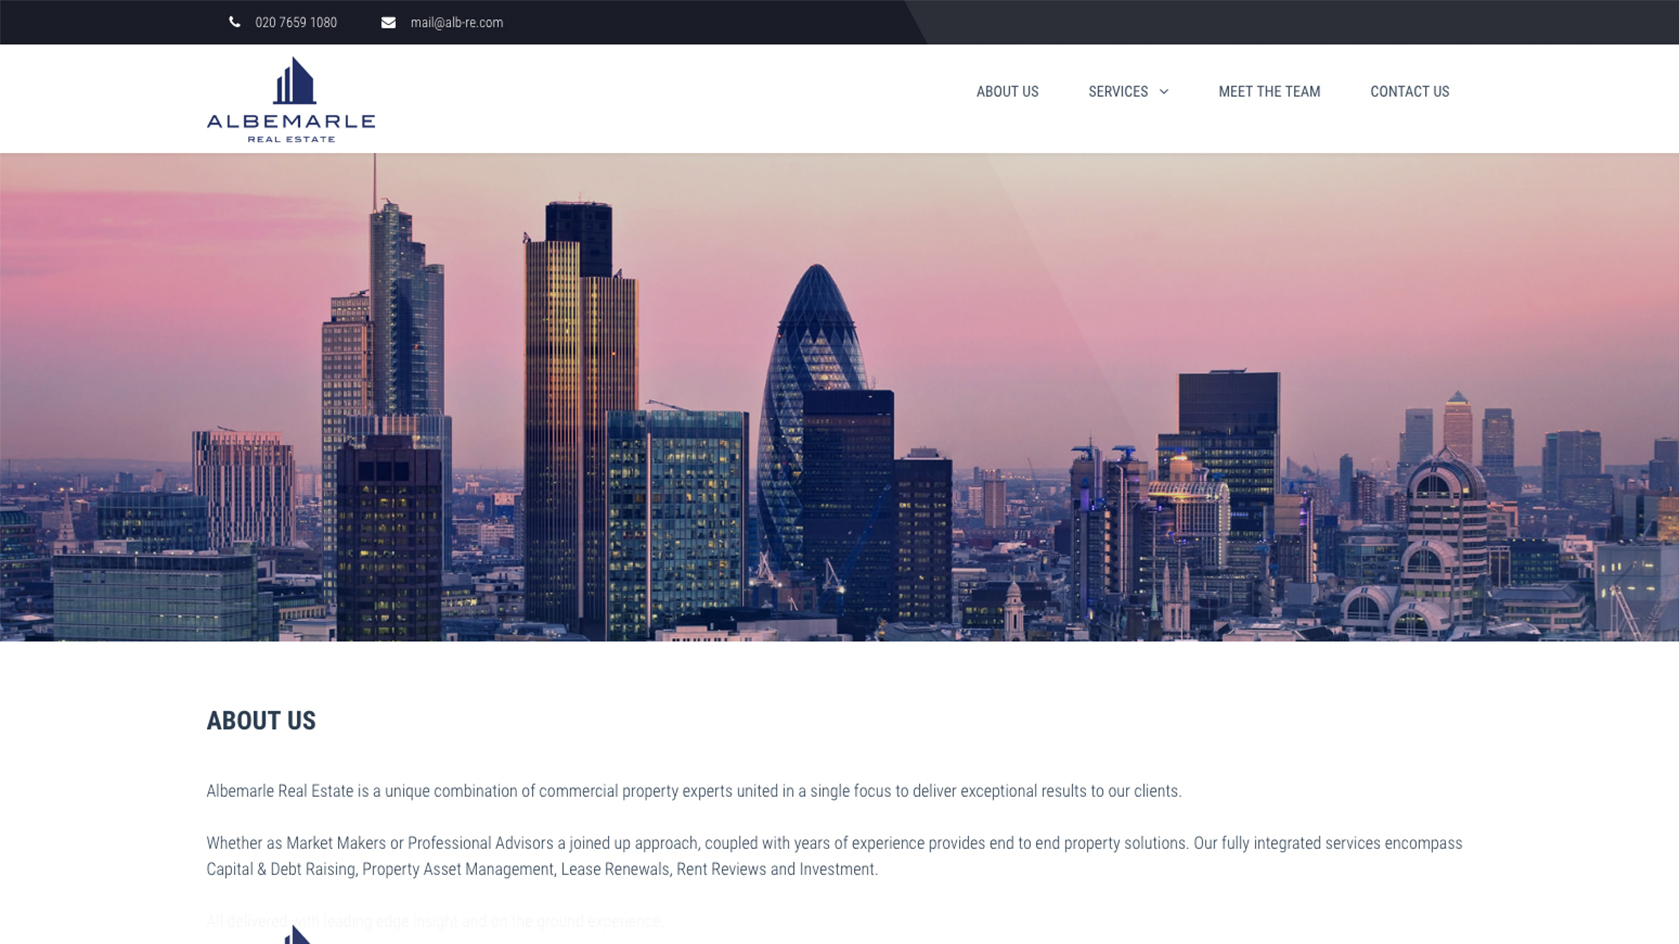 020 7659 1080 mail@alb-re.com
ALBEMARLE
REAL ESTATE
ABOUT US SERVICES MEET THE TEAM CONTACT US
ABOUT US
Albemarle Real Estate is a unique combination of commercial property experts united in a single focus to deliver exceptional results to our clients.
Whether as Market Makers or Professional Advisors a joined up approach, coupled with years of experience provides end to end property solutions. Our fully integrated services encompass
Capital & Debt Raising, Property Asset Management, Lease Renewals, Rent Reviews and Investment.
All delivered with leading edge insight and on the ground experience.